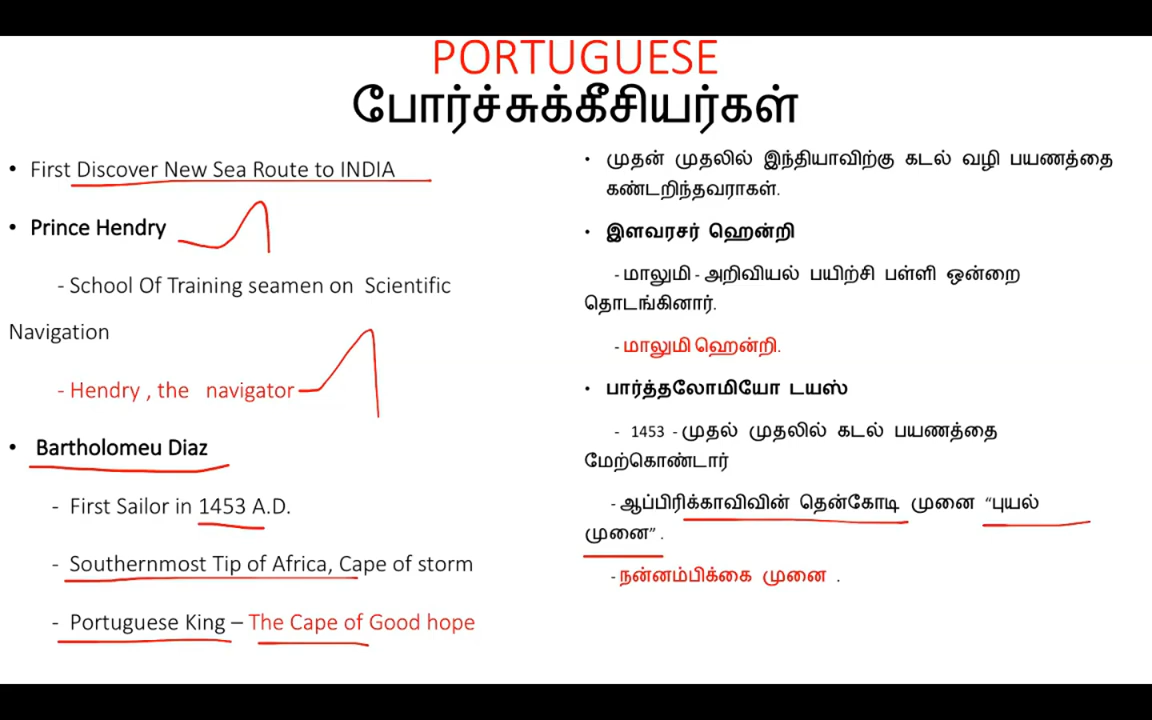 PORTUGUESE
போர்ச்சுக்கீசியர்கள்
• First Discover New Sea Route to INDIA
• Prince Hendry
- School Of Training seamen on Scientific
Navigation
- Hendry , the navigator
• Bartholomeu Diaz
- First Sailor in 1453 A.D.
- Southernmost Tip of Africa, Cape of storm
- Portuguese King – The Cape of Good hope
• முதன் முதலில் இந்தியாவிற்கு கடல் வழி பயணத்தை
கண்டறிந்தவராகள்.
• இளவரசர் ஹென்றி
- மாலுமி - அறிவியல் பயிற்சி பள்ளி ஒன்றை
தொடங்கினார்.
- மாலுமி ஹென்றி.
• பார்த்தலோமியோ டயஸ்
- 1453 - முதல் முதலில் கடல் பயணத்தை
மேற்கொண்டார்
- ஆப்பிரிக்காவிவின் தென்கோடி முனை “புயல்
முனை” .
- நன்னம்பிக்கை முனை .